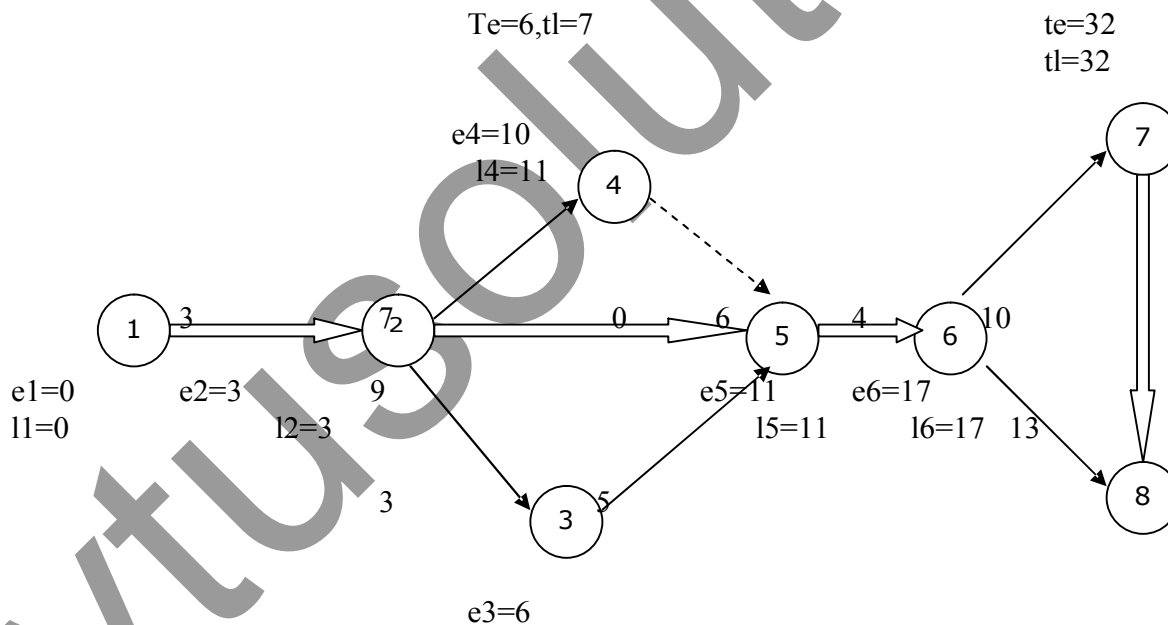 Te=6,tl=7
te=32
tl=32
7
e4=10
l4=11
4
1
3
7
2
0
6
5
4
6
10
e1=0
e2=3
9
e5=11
e6=17
l1=0
l2=3
l5=11
l6=17
13
3
3
5
8
e3=6
vtusolut